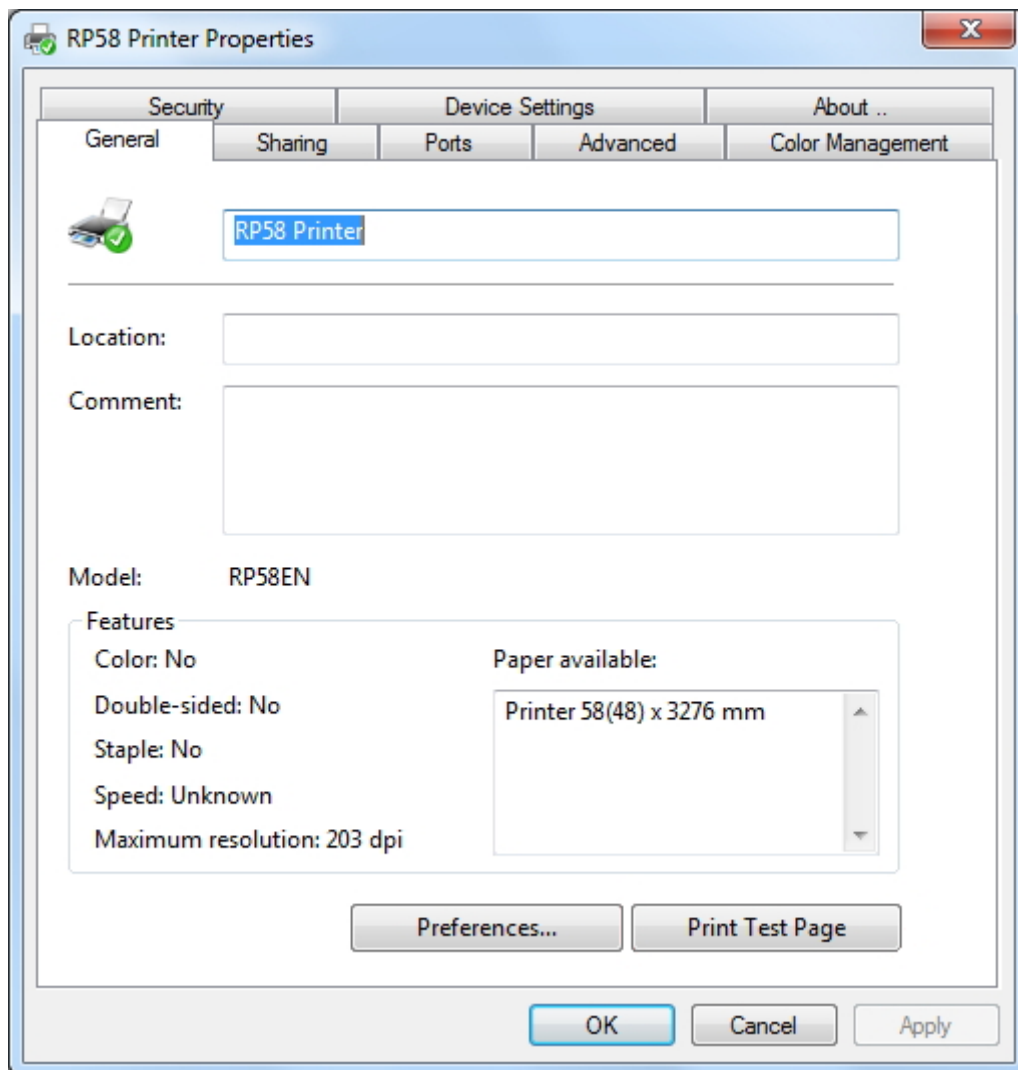 RP58 Printer Properties
Security Device Settings About ..
General Sharing Ports Advanced Color Management
RP58 Printer
Location:
Comment:
Model: RP58EN
Features
Color: No Paper available:
Double-sided: No Printer 58(48) x 3276 mm
Staple: No
Speed: Unknown
Maximum resolution: 203 dpi
Preferences... Print Test Page
OK Cancel Apply